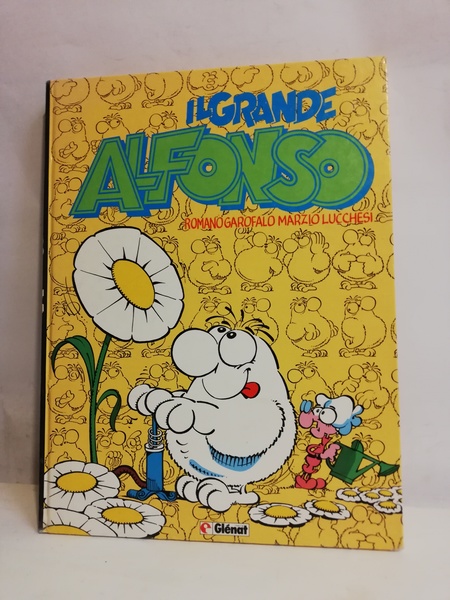 IL GRANDE
ALFONSO
ROMANO GAROFALO MARZIO LUCCHESI
Glénat